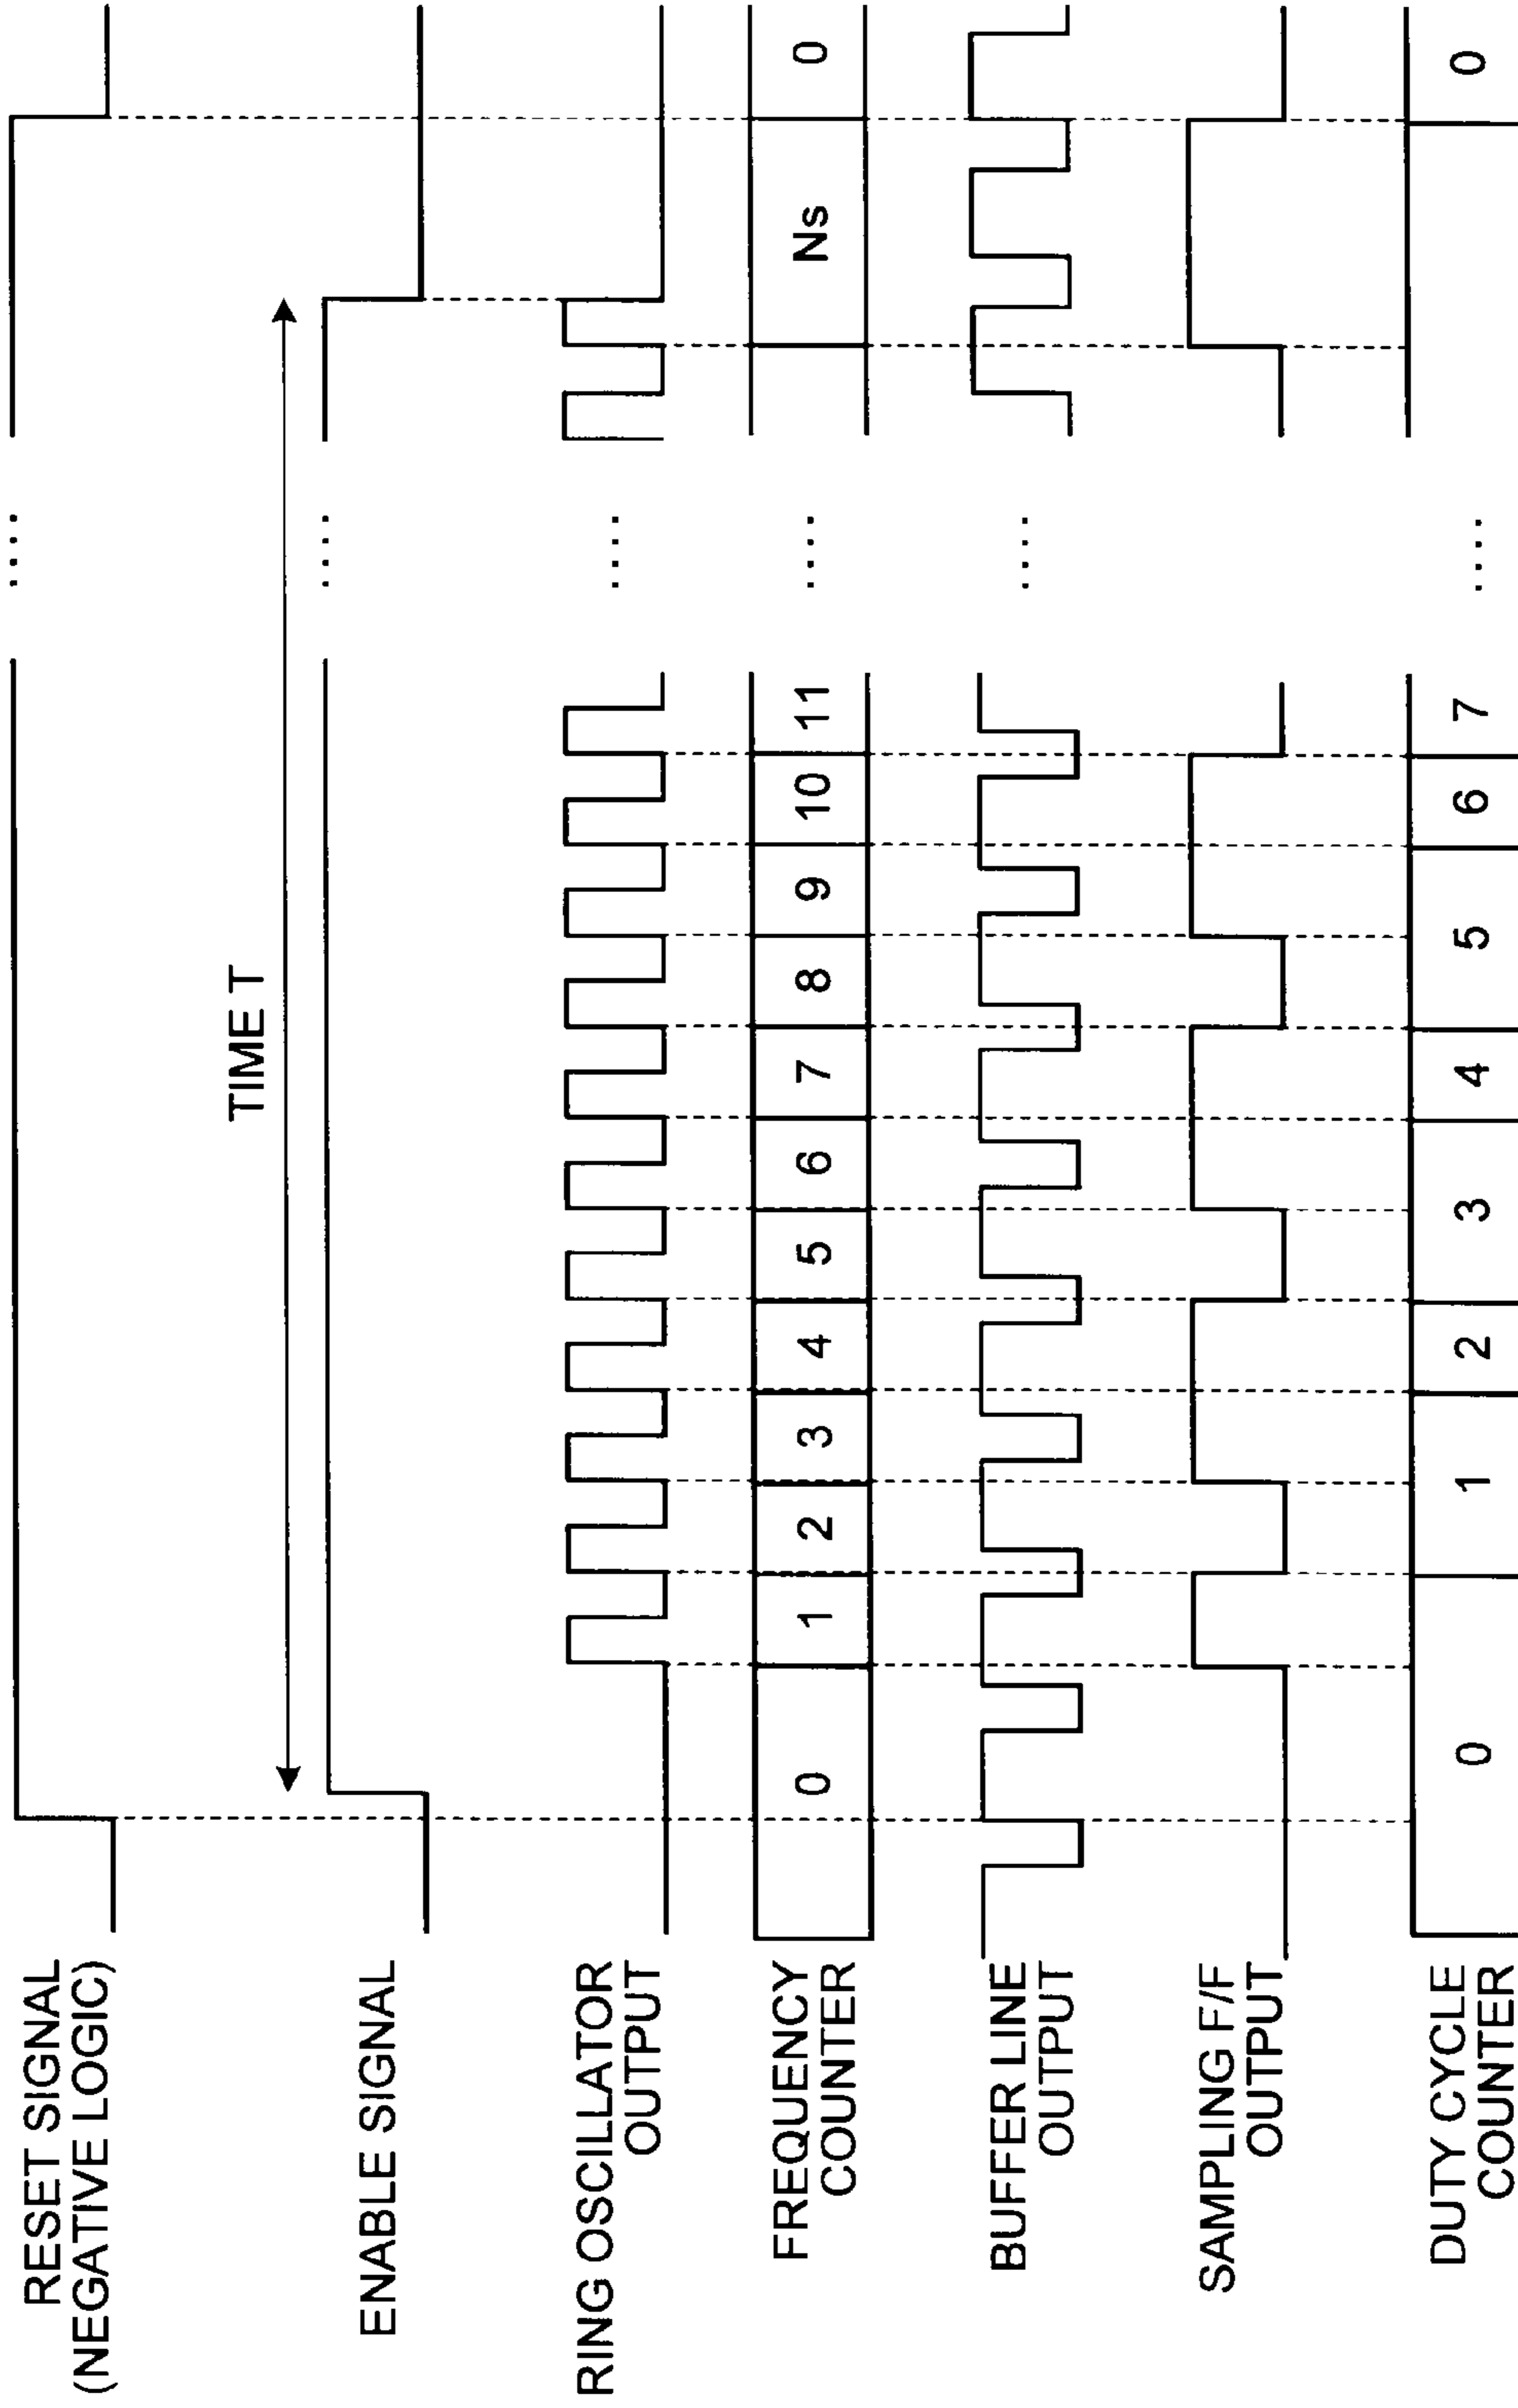 RESET SIGNAL
(NEGATIVE LOGIC)
....
TIME T
ENABLE SIGNAL
....
RING OSCILLATOR
OUTPUT
....
FREQUENCY
COUNTER
0 1 2 3 4 5 6 7 8 9 10 11 .... Ns 0
BUFFER LINE
OUTPUT
....
SAMPLING F/F
OUTPUT
DUTY CYCLE
COUNTER
0 1 2 3 4 5 6 7 .... 0